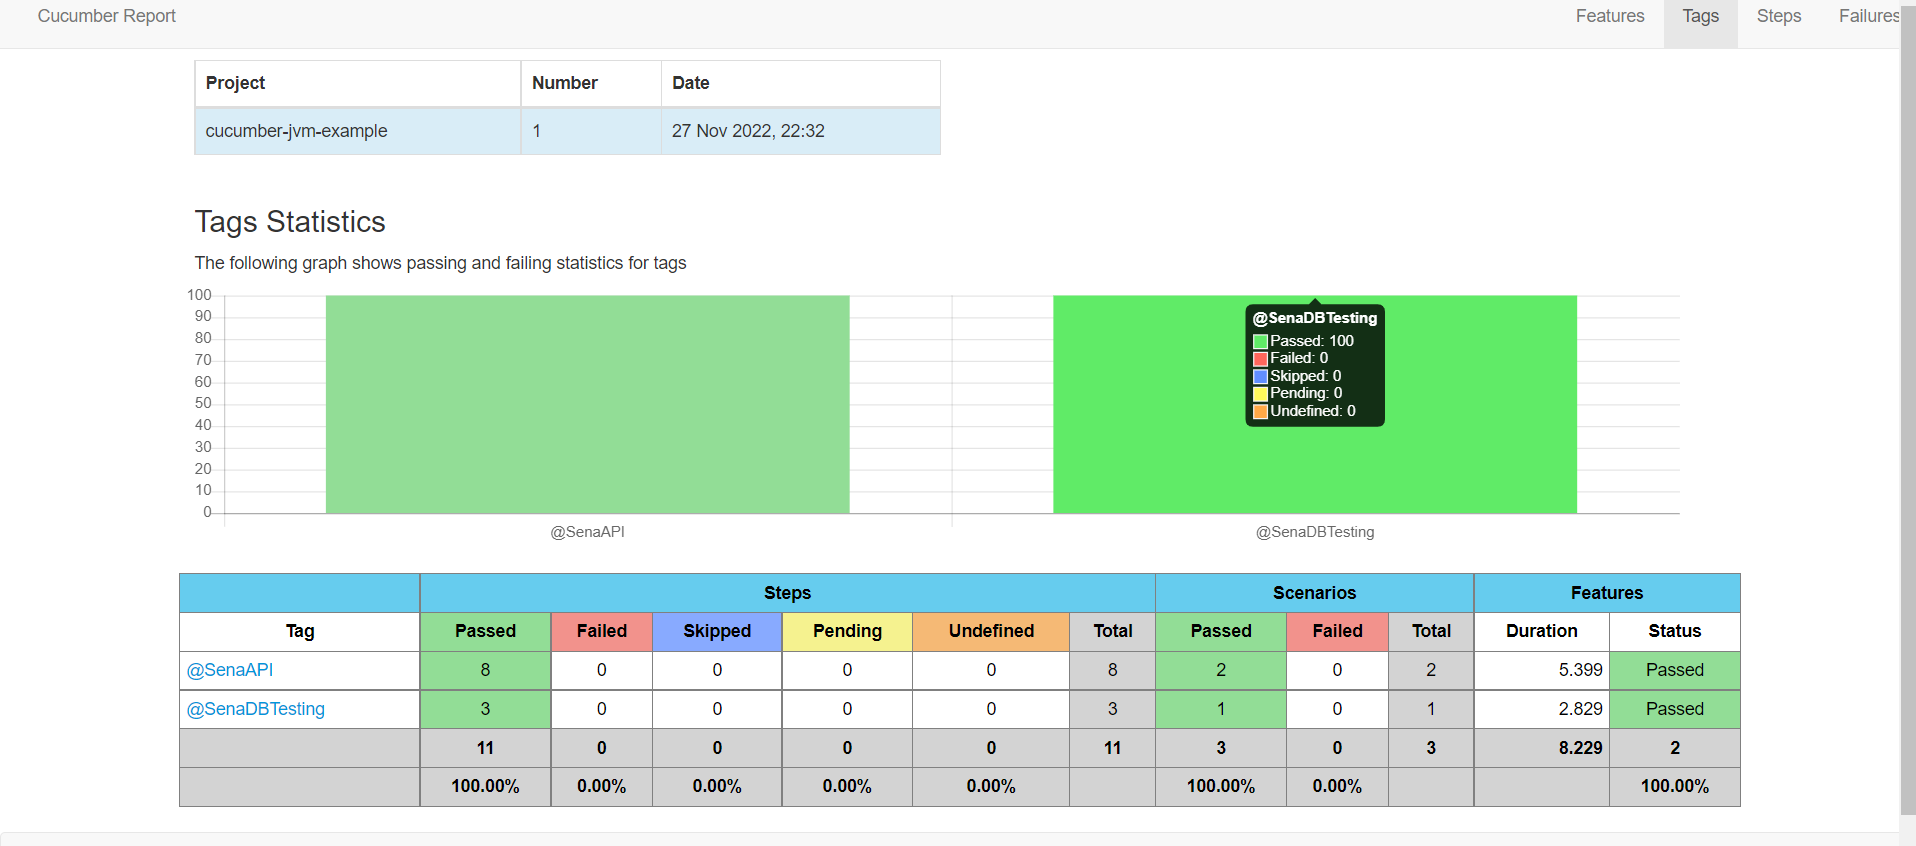 Cucumber Report Features Tags Steps Failures
Project Number Date
cucumber-jvm-example 1 27 Nov 2022, 22:32
Tags Statistics
The following graph shows passing and failing statistics for tags
100
90
80
70
60
50
40
30
20
10
0
@SenaDBTesting
Passed: 100
Failed: 0
Skipped: 0
Pending: 0
Undefined: 0
@SenaAPI @SenaDBTesting
Steps Scenarios Features
Tag Passed Failed Skipped Pending Undefined Total Passed Failed Total Duration Status
@SenaAPI 8 0 0 0 0 8 2 0 2 5.399 Passed
@SenaDBTesting 3 0 0 0 0 3 1 0 1 2.829 Passed
11 0 0 0 0 11 3 0 3 8.229 2
100.00% 0.00% 0.00% 0.00% 0.00% 100.00% 0.00% 100.00%